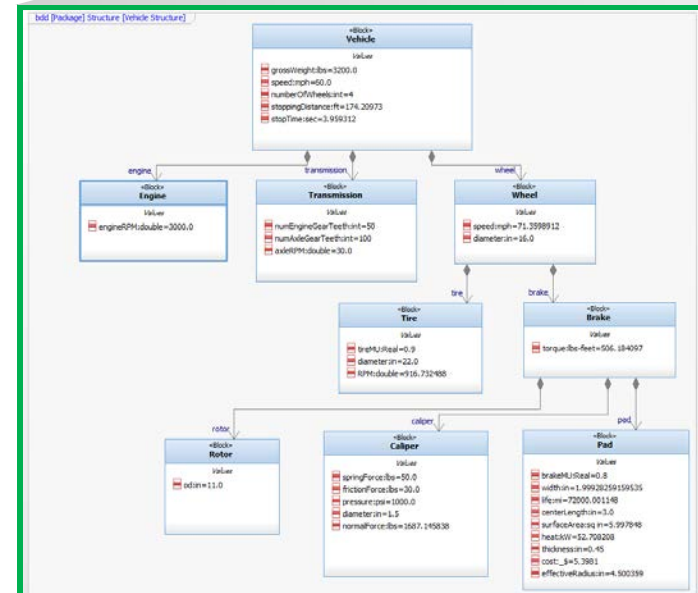 bdd [Package] Structure [Vehicle Structure]
«Block»
Vehicle
Values
grossWeight:lbs=3200.0
speed:mph=60.0
numberOfWheels:int=4
stoppingDistance:ft=174.20973
stopTime:sec=3.959312
engine
transmission
wheel
«Block»
Engine
Values
engineRPM:double=3000.0
«Block»
Transmission
Values
numEngineGearTeeth:int=50
numAxleGearTeeth:int=100
axleRPM:double=30.0
«Block»
Wheel
Values
speed:mph=71.3598912
diameter:in=16.0
tire
brake
«Block»
Tire
Values
tireMU:Real=0.9
diameter:in=22.0
RPM:double=916.732488
«Block»
Brake
Values
torque:lbs-feet=506.184097
rotor
caliper
pad
«Block»
Rotor
Values
od:in=11.0
«Block»
Caliper
Values
springForce:lbs=50.0
frictionForce:lbs=30.0
pressure:psi=1000.0
diameter:in=1.5
normalForce:lbs=1687.145838
«Block»
Pad
Values
brakeMU:Real=0.8
width:in=1.99928259159535
life:mi=72000.001148
centerLength:in=3.0
surfaceArea:sq in=5.997848
heat:kW=52.708208
thickness:in=0.45
cost:_$=5.3981
effectiveRadius:in=4.500359